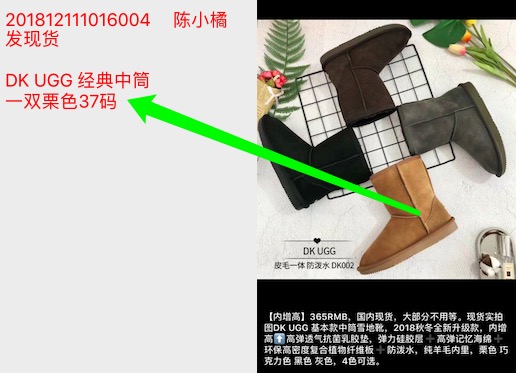 201812111016004 陈小橘
发现货
DK UGG 经典中筒
一双栗色37码
DK UGG
皮毛一体 防泼水 DK002
【内增高】365RMB，国内现货，大部分不用等。现货实拍
图DK UGG 基本款中筒雪地靴，2018秋冬全新升级款，内增
高⬆️高弹透气抗菌乳胶垫，弹力硅胶层➕高弹记忆海绵➕
环保高密度复合植物纤维板➕防泼水，纯羊毛内里，栗色 巧
克力色 黑色 灰色，4色可选。